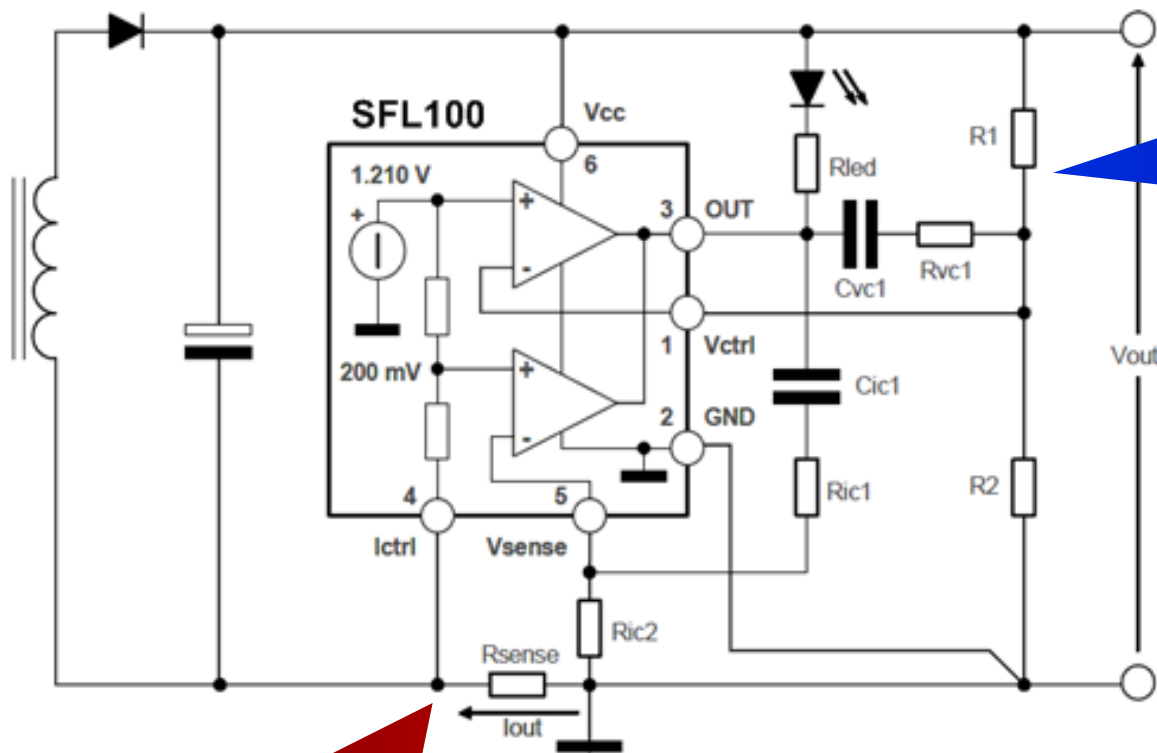 SFL100
Vcc
6
1.210 V
+
+
-
3
OUT
Rled
R1
Cvc1
Rvc1
1
Vctrl
Vout
200 mV
+
-
2
GND
Cic1
Ric1
R2
4
5
Ictrl
Vsense
Ric2
Rsense
Iout